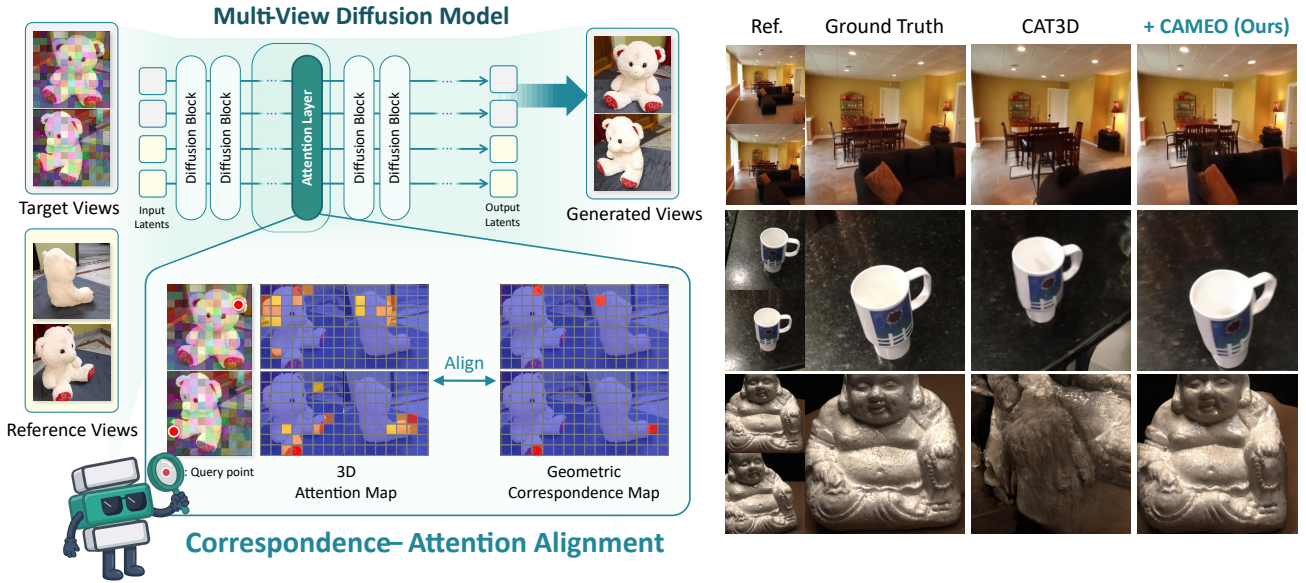 Multi-View Diffusion Model
Target Views
Input
Latents
Diffusion Block
Diffusion Block
Attention Layer
Diffusion Block
Diffusion Block
Output
Latents
Generated Views
Reference Views
: Query point
3D
Attention Map
Align
Geometric
Correspondence Map
Correspondence– Attention Alignment
Ref.
Ground Truth
CAT3D
+ CAMEO (Ours)